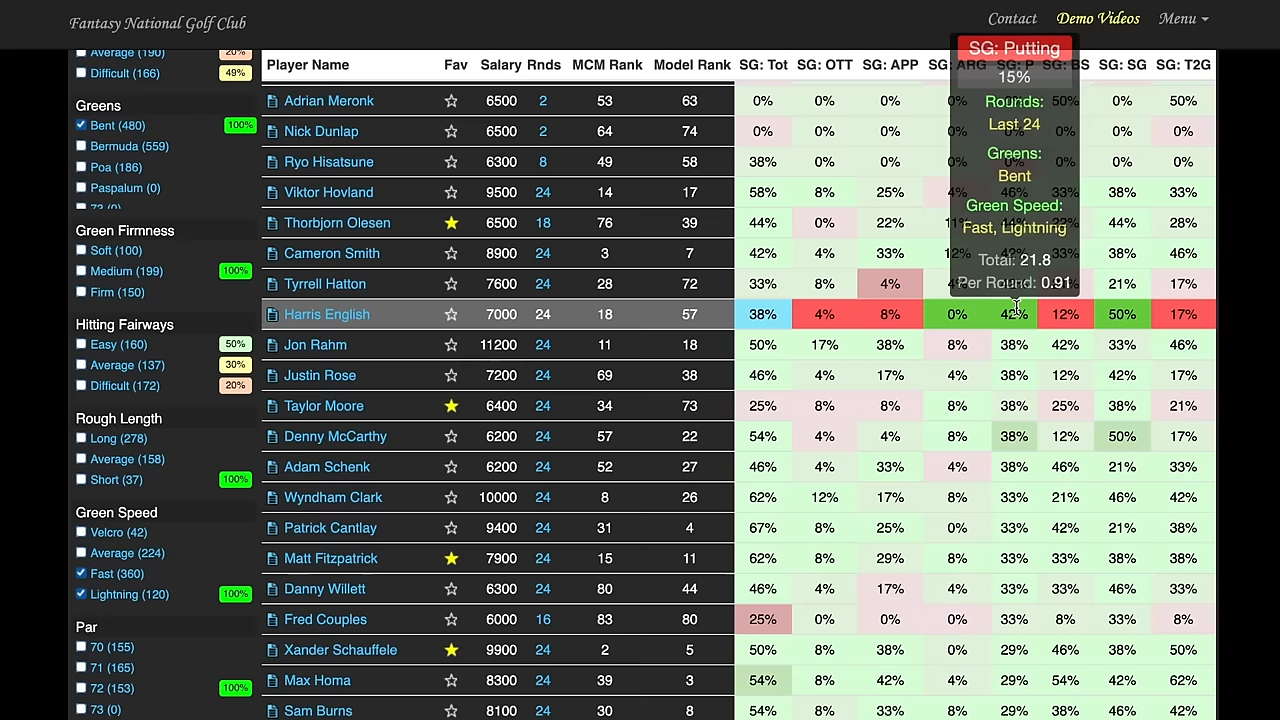 Fantasy National Golf Club
Contact Demo Videos Menu
Average (190) 20%
Difficult (166) 49%
Greens
Bent (480) 100%
Bermuda (559)
Poa (186)
Paspalum (0)
Green Firmness
Soft (100)
Medium (199) 100%
Firm (150)
Hitting Fairways
Easy (160) 50%
Average (137) 30%
Difficult (172) 20%
Rough Length
Long (278)
Average (158)
Short (37) 100%
Green Speed
Velcro (42)
Average (224)
Fast (360)
Lightning (120) 100%
Par
70 (155)
71 (165)
72 (153) 100%
73 (0)
Player Name Fav Salary Rnds MCM Rank Model Rank SG: Tot SG: OTT SG: APP SG: ARG SG: P SG: BS SG: SG SG: T2G
Adrian Meronk 6500 2 53 63 0% 0% 0% 50% 0% 50%
Nick Dunlap 6500 2 64 74 0% 0% 0% 0% 0% 0%
Ryo Hisatsune 6300 8 49 58 38% 0% 0% 0% 0% 0%
Viktor Hovland 9500 24 14 17 58% 8% 25% 4% 46% 33% 38% 33%
Thorbjorn Olesen 6500 18 76 39 44% 0% 22% 11% 44% 22% 44% 28%
Cameron Smith 8900 24 3 7 42% 4% 33% 12% 42% 33% 38% 46%
Tyrrell Hatton 7600 24 28 72 33% 8% 4% 21% 17%
Harris English 7000 24 18 57 38% 4% 8% 0% 42% 12% 50% 17%
Jon Rahm 11200 24 11 18 50% 17% 38% 8% 38% 42% 33% 46%
Justin Rose 7200 24 69 38 46% 4% 17% 4% 38% 12% 42% 17%
Taylor Moore 6400 24 34 73 25% 8% 8% 8% 38% 25% 38% 21%
Denny McCarthy 6200 24 57 22 54% 4% 4% 8% 38% 12% 50% 17%
Adam Schenk 6200 24 52 27 46% 4% 33% 4% 38% 46% 21% 33%
Wyndham Clark 10000 24 8 26 62% 12% 17% 8% 33% 21% 46% 42%
Patrick Cantlay 9400 24 31 4 67% 8% 25% 0% 33% 42% 21% 38%
Matt Fitzpatrick 7900 24 15 11 62% 8% 29% 8% 33% 33% 38% 38%
Danny Willett 6300 24 80 44 46% 4% 17% 4% 33% 33% 46% 33%
Fred Couples 6000 16 83 80 25% 0% 0% 0% 33% 8% 33% 8%
Xander Schauffele 9900 24 2 5 50% 8% 38% 0% 29% 46% 38% 50%
Max Homa 8300 24 39 3 54% 8% 42% 4% 29% 54% 42% 62%
Sam Burns 8100 24 30 8 54% 8% 33% 8% 29% 38% 46% 42%
SG: Putting
15%
Rounds:
Last 24
Greens:
Bent
Green Speed:
Fast, Lightning
Total: 21.8
Per Round: 0.91